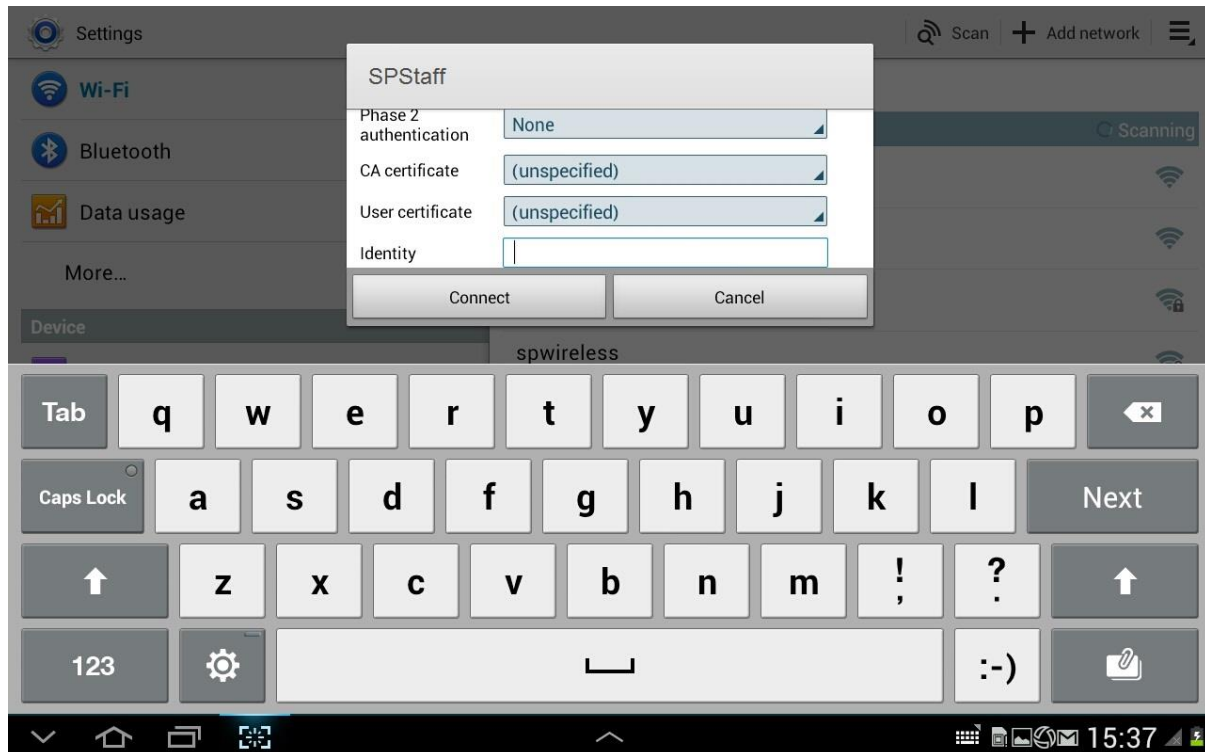 Settings
Scan
Add network
Wi-Fi
Bluetooth
Data usage
More...
Device
Scanning
spwireless
SPStaff
Phase 2
authentication
None
CA certificate
(unspecified)
User certificate
(unspecified)
Identity
Connect
Cancel
Tab q w e r t y u i o p
Caps Lock a s d f g h j k l Next
z x c v b n m ! , ? .
123 :-)
15:37